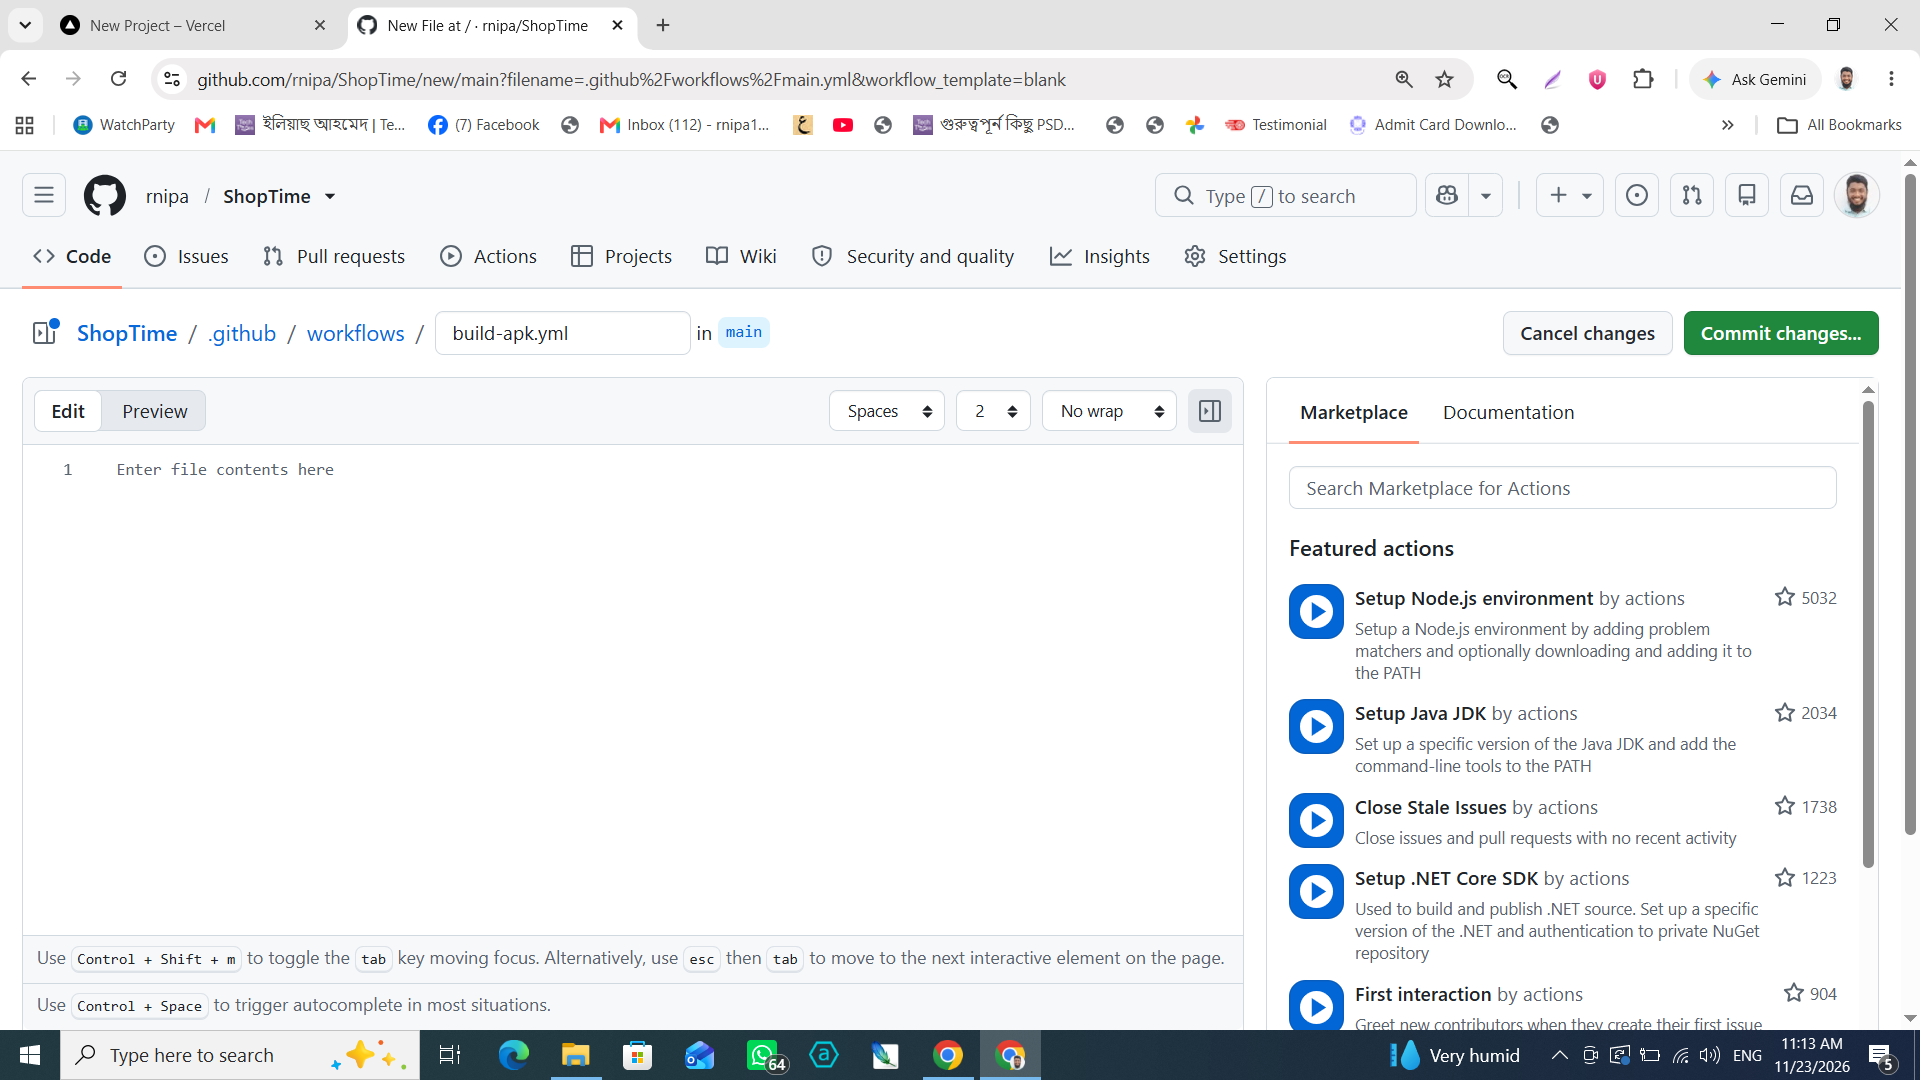 New Project – Vercel
New File at / · rnipa/ShopTime
github.com/rnipa/ShopTime/new/main?filename=.github%2Fworkflows%2Fmain.yml&workflow_template=blank
Ask Gemini
WatchParty
ইলিয়াছ আহমেদ | Te...
(7) Facebook
Inbox (112) - rnipa1...
গুরুত্বপূর্ন কিছু PSD...
Testimonial
Admit Card Downlo...
All Bookmarks
rnipa / ShopTime
Type / to search
Code
Issues
Pull requests
Actions
Projects
Wiki
Security and quality
Insights
Settings
ShopTime / .github / workflows / build-apk.yml in main
Cancel changes
Commit changes...
Edit
Preview
Spaces
2
No wrap
1 Enter file contents here
Use Control + Shift + m to toggle the tab key moving focus. Alternatively, use esc then tab to move to the next interactive element on the page.
Use Control + Space to trigger autocomplete in most situations.
Marketplace
Documentation
Search Marketplace for Actions
Featured actions
Setup Node.js environment by actions 5032
Setup a Node.js environment by adding problem
matchers and optionally downloading and adding it to
the PATH
Setup Java JDK by actions 2034
Set up a specific version of the Java JDK and add the
command-line tools to the PATH
Close Stale Issues by actions 1738
Close issues and pull requests with no recent activity
Setup .NET Core SDK by actions 1223
Used to build and publish .NET source. Set up a specific
version of the .NET and authentication to private NuGet
repository
First interaction by actions 904
Greet new contributors when they create their first issue
Type here to search
64
Very humid
ENG
11:13 AM
11/23/2026
5